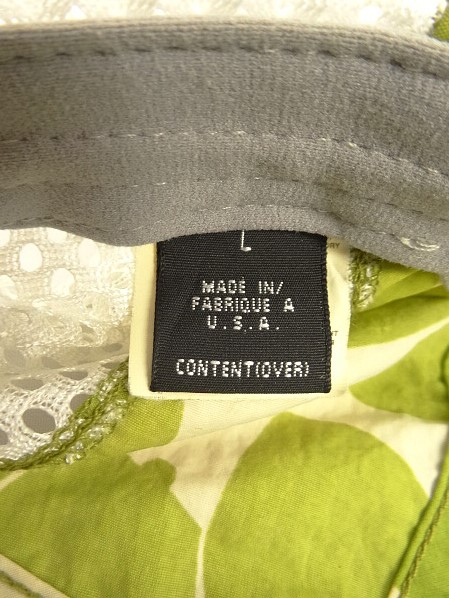 L
MADE IN/
FABRIQUE A
U.S.A.
CONTENT(OVER)